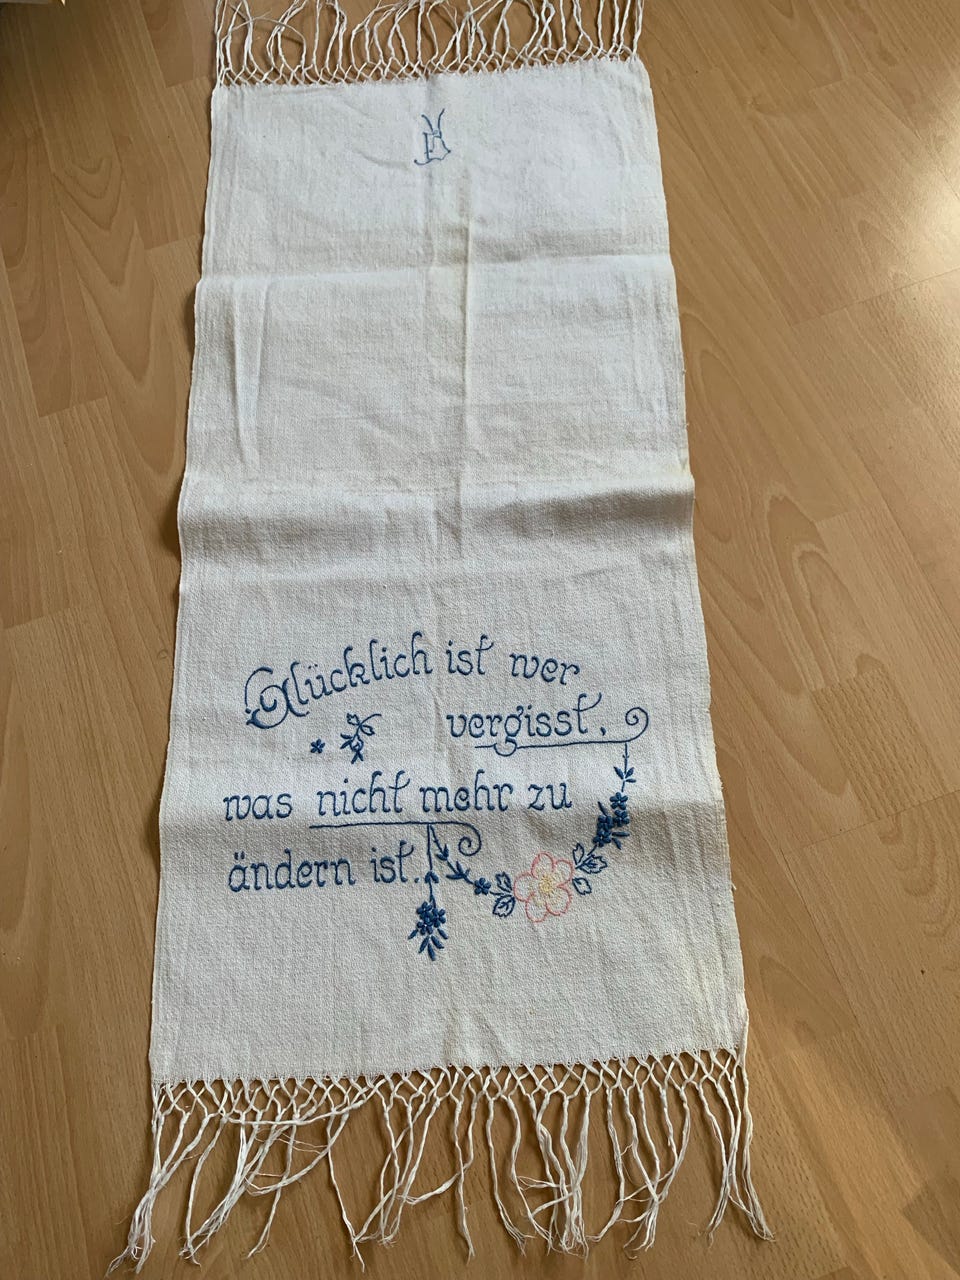 Glücklich ist wer
vergisst,
was nicht mehr zu
ändern ist.